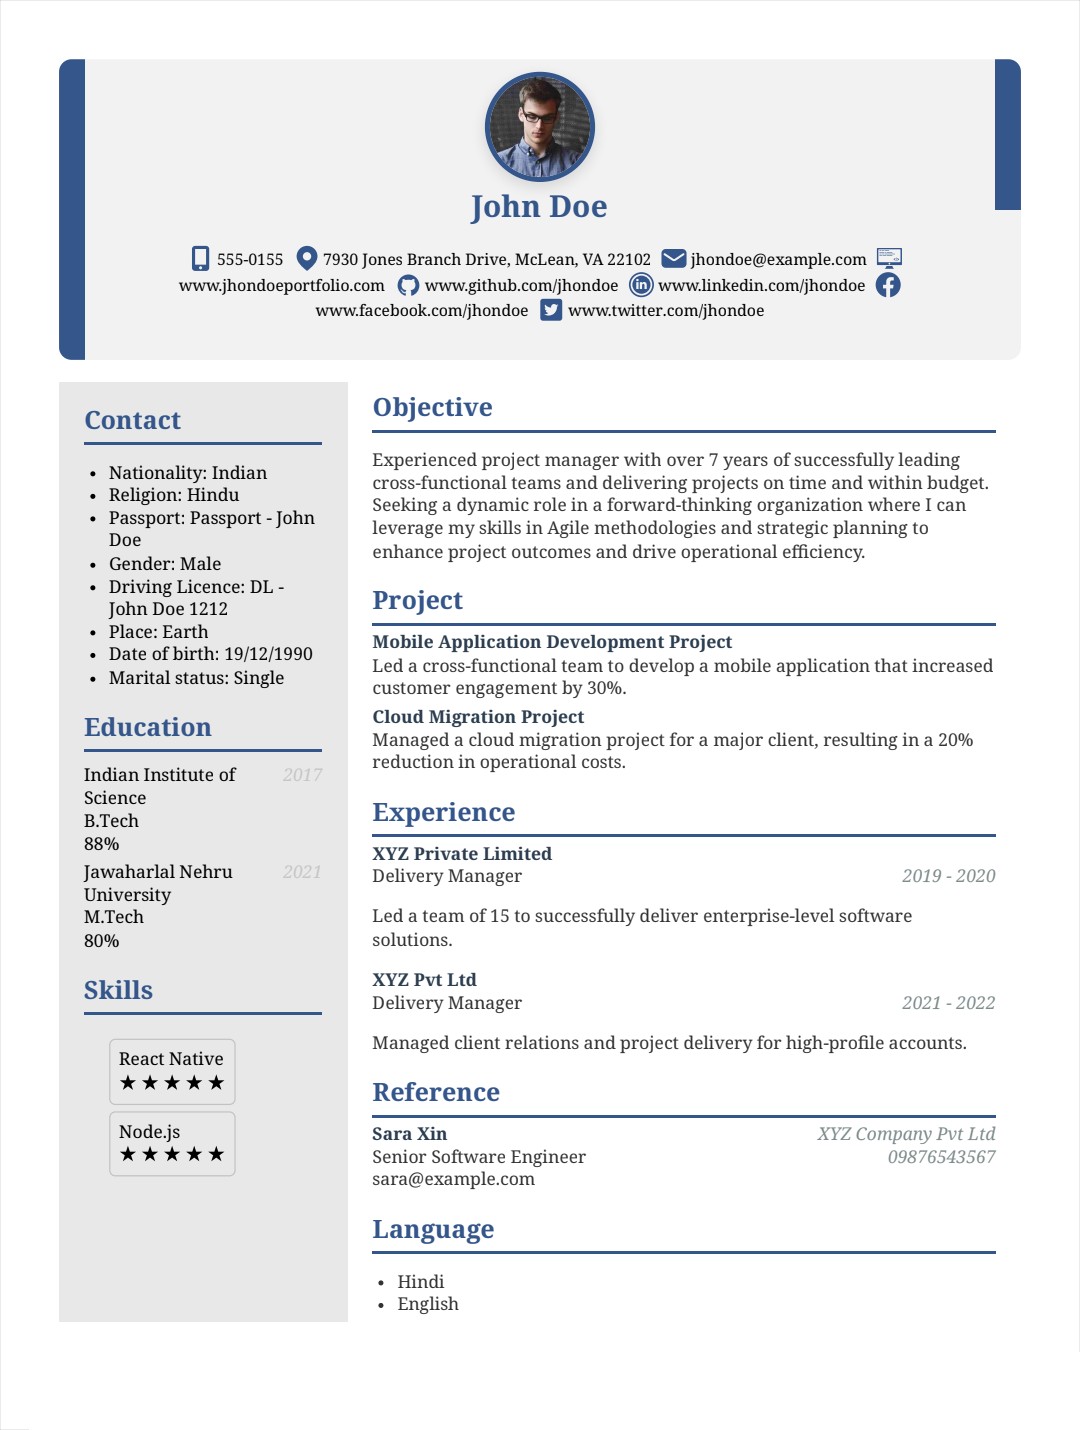 John Doe
555-0155 7930 Jones Branch Drive, McLean, VA 22102 jhondoe@example.com
www.jhondoeportfolio.com www.github.com/jhondoe www.linkedin.com/jhondoe
www.facebook.com/jhondoe www.twitter.com/jhondoe
Contact
• Nationality: Indian
• Religion: Hindu
• Passport: Passport - John
Doe
• Gender: Male
• Driving Licence: DL -
John Doe 1212
• Place: Earth
• Date of birth: 19/12/1990
• Marital status: Single
Education
Indian Institute of 2017
Science
B.Tech
88%
Jawaharlal Nehru 2021
University
M.Tech
80%
Skills
React Native
★ ★ ★ ★ ★
Node.js
★ ★ ★ ★ ★
Objective
Experienced project manager with over 7 years of successfully leading
cross-functional teams and delivering projects on time and within budget.
Seeking a dynamic role in a forward-thinking organization where I can
leverage my skills in Agile methodologies and strategic planning to
enhance project outcomes and drive operational efficiency.
Project
Mobile Application Development Project
Led a cross-functional team to develop a mobile application that increased
customer engagement by 30%.
Cloud Migration Project
Managed a cloud migration project for a major client, resulting in a 20%
reduction in operational costs.
Experience
XYZ Private Limited
Delivery Manager 2019 - 2020
Led a team of 15 to successfully deliver enterprise-level software
solutions.
XYZ Pvt Ltd
Delivery Manager 2021 - 2022
Managed client relations and project delivery for high-profile accounts.
Reference
Sara Xin XYZ Company Pvt Ltd
Senior Software Engineer 09876543567
sara@example.com
Language
• Hindi
• English